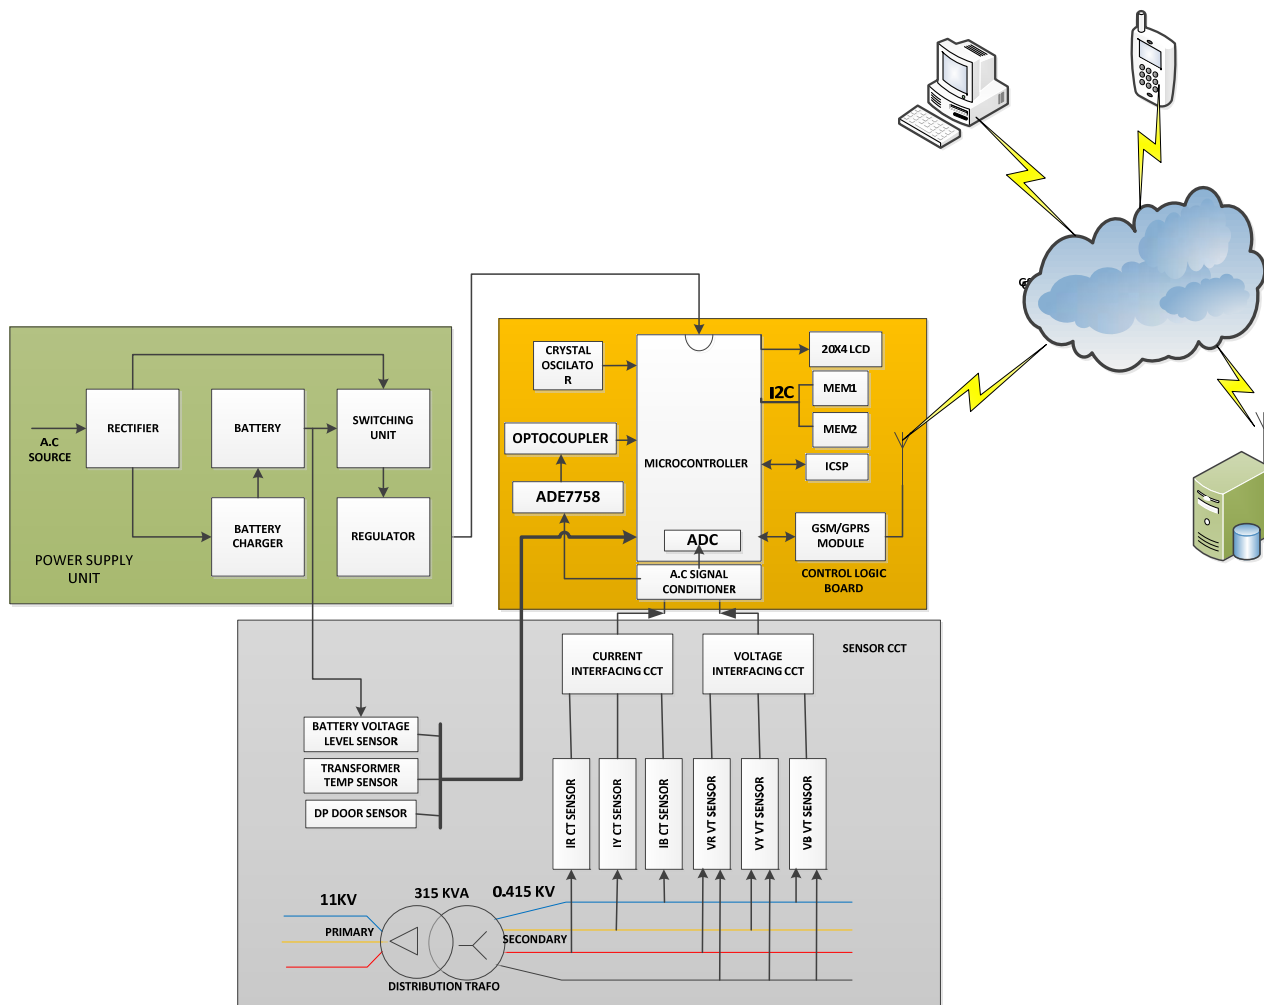 CRYSTAL
OSCILATO
R
20X4 LCD
I2C
MEM1
MEM2
OPTOCOUPLER
MICROCONTROLLER
ICSP
ADE7758
ADC
GSM/GPRS
MODULE
A.C SIGNAL
CONDITIONER
CONTROL LOGIC
BOARD
RECTIFIER
BATTERY
SWITCHING
UNIT
A.C
SOURCE
BATTERY
CHARGER
REGULATOR
POWER SUPPLY
UNIT
CURRENT
INTERFACING CCT
VOLTAGE
INTERFACING CCT
SENSOR CCT
BATTERY VOLTAGE
LEVEL SENSOR
TRANSFORMER
TEMP SENSOR
DP DOOR SENSOR
IR CT SENSOR
IY CT SENSOR
IB CT SENSOR
VR VT SENSOR
VY VT SENSOR
VB VT SENSOR
11KV
315 KVA
0.415 KV
PRIMARY
SECONDARY
DISTRIBUTION TRAFO